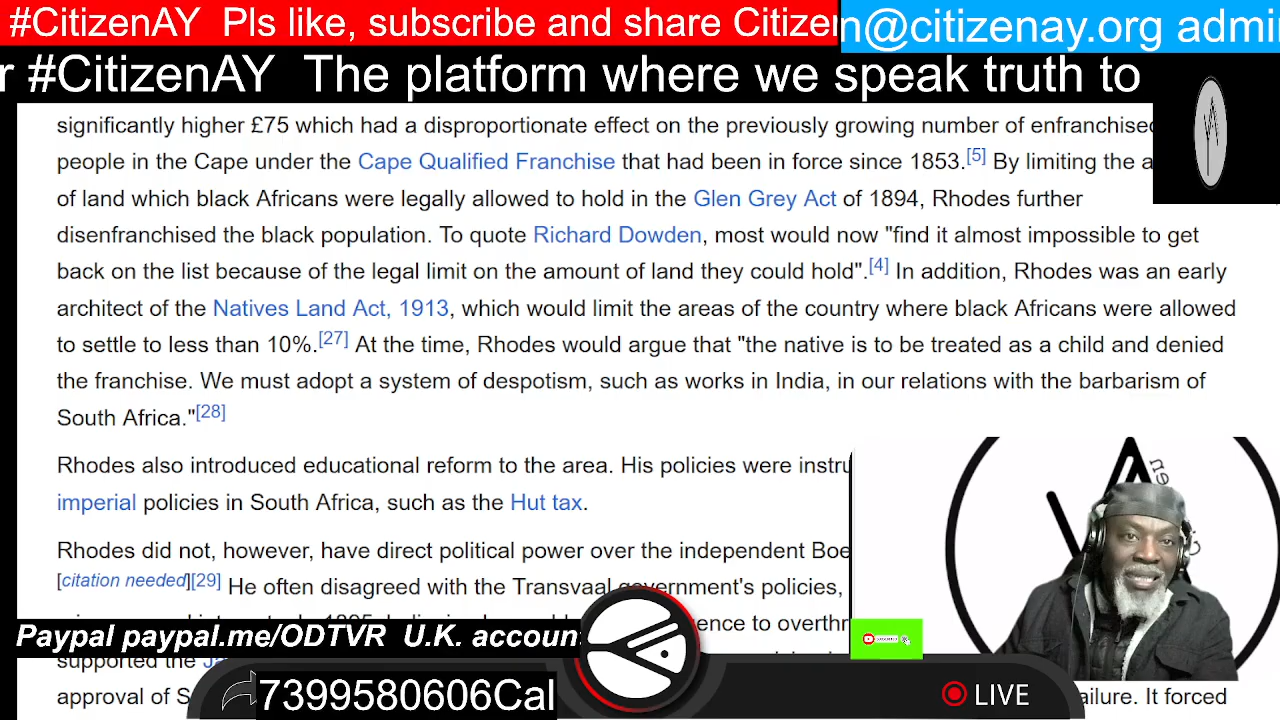 #CitizenAY Pls like, subscribe and share Citizen
n@citizenay.org admi
r #CitizenAY The platform where we speak truth to
significantly higher £75 which had a disproportionate effect on the previously growing number of enfranchised
people in the Cape under the Cape Qualified Franchise that had been in force since 1853.[5] By limiting the a
of land which black Africans were legally allowed to hold in the Glen Grey Act of 1894, Rhodes further
disenfranchised the black population. To quote Richard Dowden, most would now "find it almost impossible to get
back on the list because of the legal limit on the amount of land they could hold".[4] In addition, Rhodes was an early
architect of the Natives Land Act, 1913, which would limit the areas of the country where black Africans were allowed
to settle to less than 10%.[27] At the time, Rhodes would argue that "the native is to be treated as a child and denied
the franchise. We must adopt a system of despotism, such as works in India, in our relations with the barbarism of
South Africa."[28]
Rhodes also introduced educational reform to the area. His policies were instru
imperial policies in South Africa, such as the Hut tax.
Rhodes did not, however, have direct political power over the independent Boe
[citation needed][29] He often disagreed with the Transvaal government's policies,
Paypal paypal.me/ODTVR U.K. accoun
supported the
approval of S
ailure. It forced
7399580606Cal
LIVE